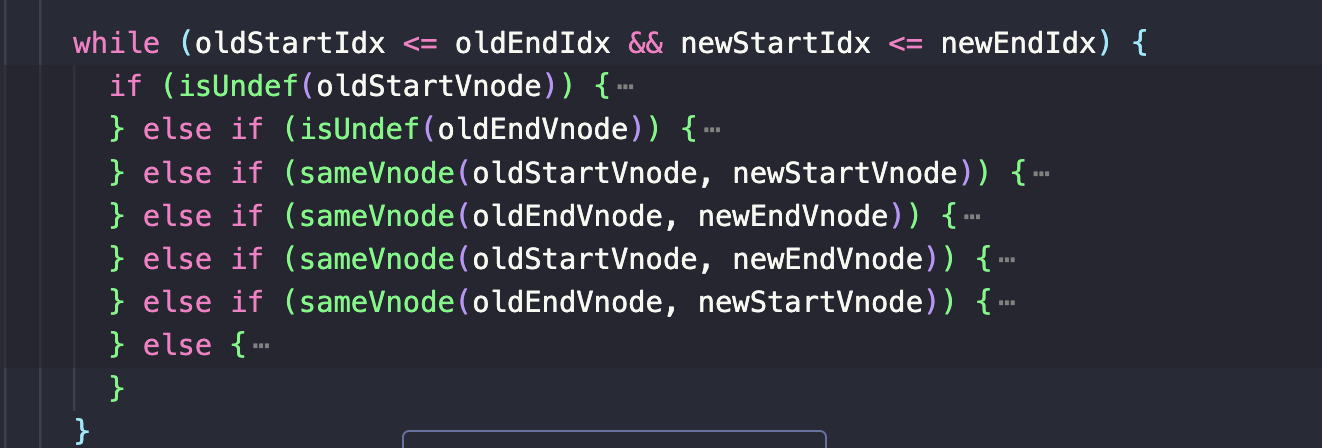 while (oldStartIdx <= oldEndIdx && newStartIdx <= newEndIdx) {
if (isUndef(oldStartVnode)) {⋯
} else if (isUndef(oldEndVnode)) {⋯
} else if (sameVnode(oldStartVnode, newStartVnode)) {⋯
} else if (sameVnode(oldEndVnode, newEndVnode)) {⋯
} else if (sameVnode(oldStartVnode, newEndVnode)) {⋯
} else if (sameVnode(oldEndVnode, newStartVnode)) {⋯
} else {⋯
}
}